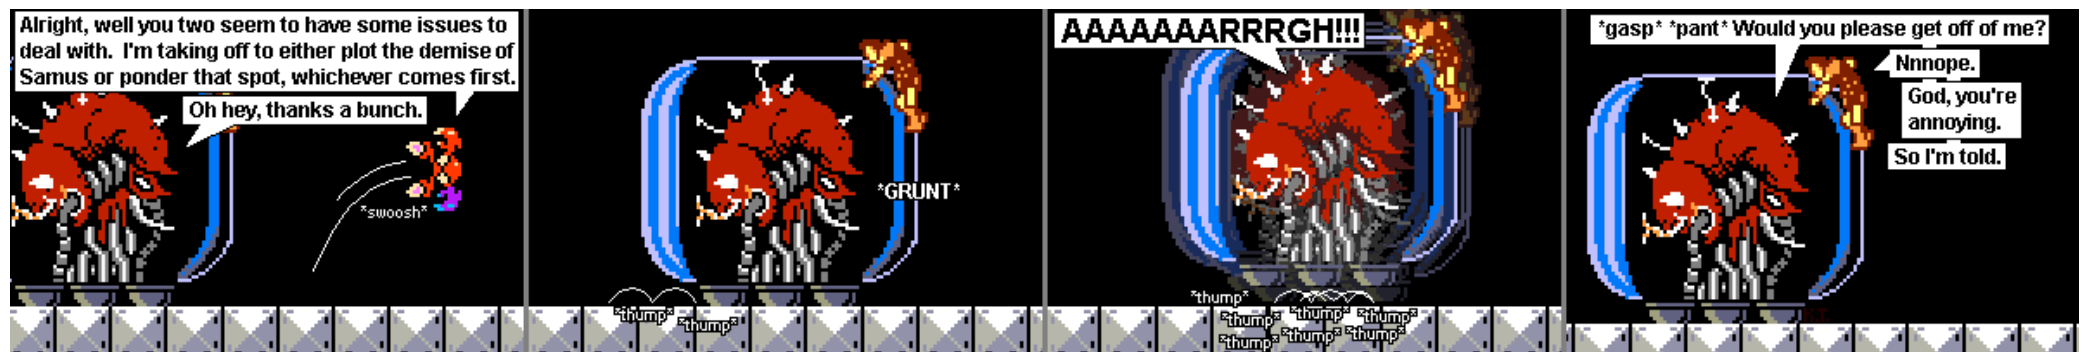 Alright, well you two seem to have some issues to
deal with.  I'm taking off to either plot the demise of
Samus or ponder that spot, whichever comes first.
Oh hey, thanks a bunch.
*swoosh*
*GRUNT*
*thump*
*thump*
AAAAAAARRRGH!!!
*thump*
*thump*
*thump*
*thump*
*thump*
*thump*
*thump*
*gasp* *pant* Would you please get off of me?
Nnnope.
God, you're
annoying.
So I'm told.